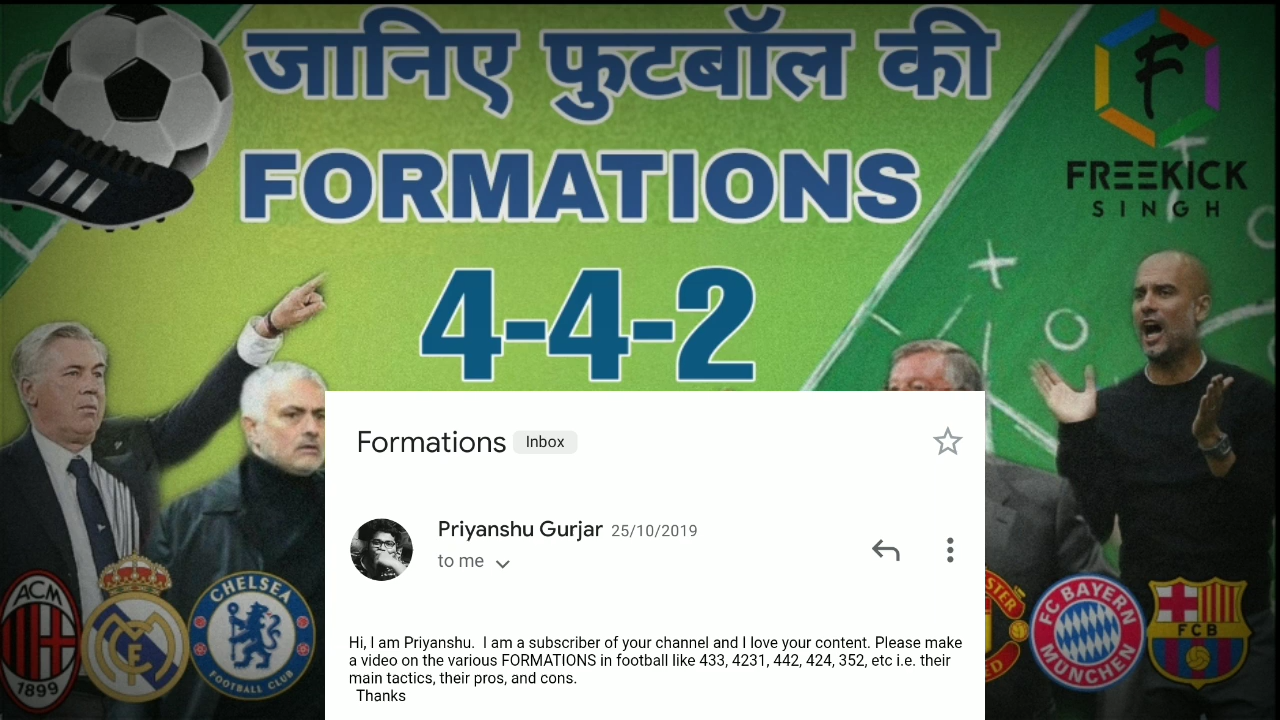 जानिए फुटबॉल की
FORMATIONS
4-4-2
F
FREEKICK
SINGH
Formations Inbox
Priyanshu Gurjar 25/10/2019
to me
Hi, I am Priyanshu.  I am a subscriber of your channel and I love your content. Please make
a video on the various FORMATIONS in football like 433, 4231, 442, 424, 352, etc i.e. their
main tactics, their pros, and cons.
Thanks
ACM
1899
CHELSEA
FOOTBALL CLUB
STER
ED
FC BAYERN
MÜNCHEN
FCB